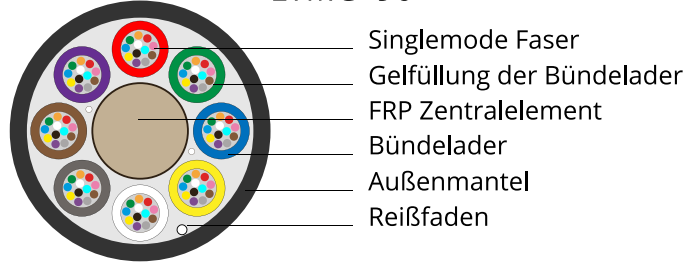 Singlemode Faser
Gelfüllung der Bündelader
FRP Zentralelement
Bündelader
Außenmantel
Reißfaden